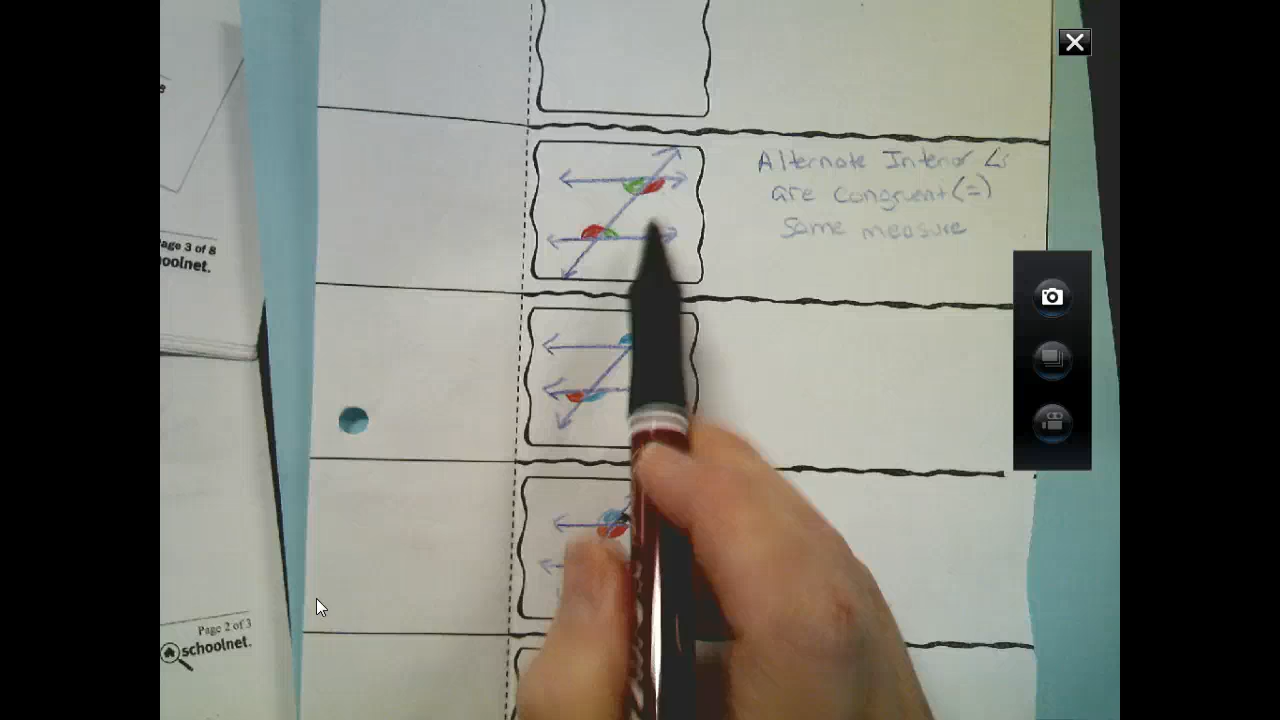 Page 3 of 8
schoolnet.
Alternate Interior ∠s
are congruent (=)
Same measure
Page 2 of 3
schoolnet.